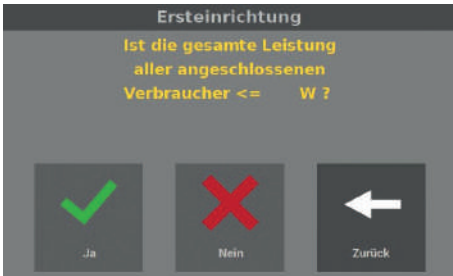 Ersteinrichtung
Ist die gesamte Leistung
aller angeschlossenen
Verbraucher <= W ?
Ja
Nein
Zurück